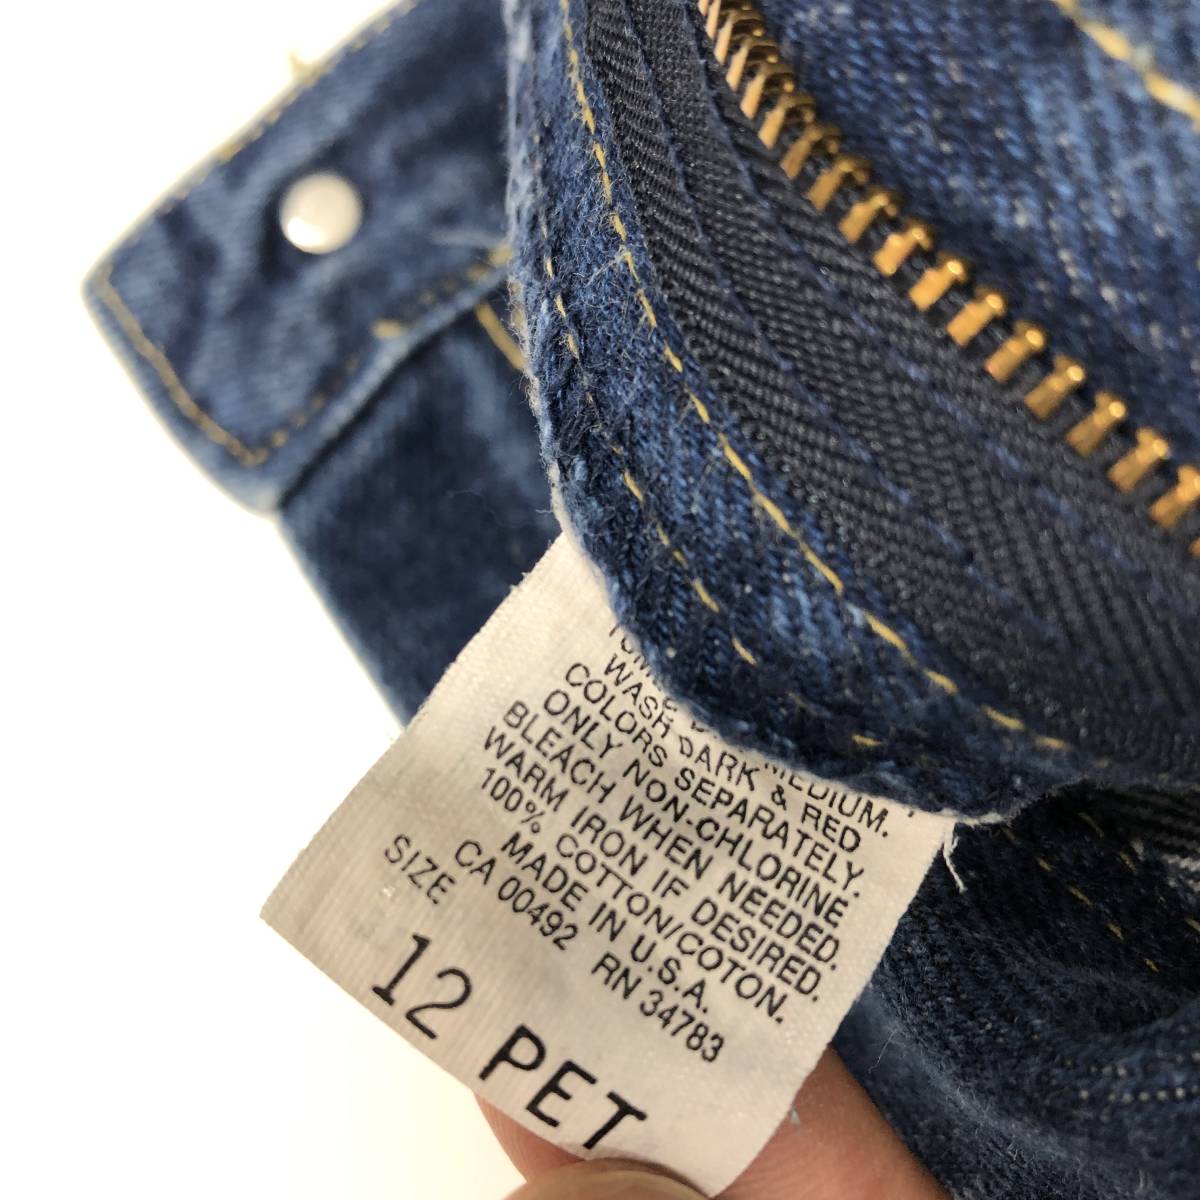 WASH DARK & RED
COLORS SEPARATELY.
ONLY NON-CHLORINE
BLEACH WHEN NEEDED.
WARM IRON IF DESIRED.
100% COTTON/COTON.
MADE IN U.S.A.
CA 00492 RN 34783
SIZE
12 PET